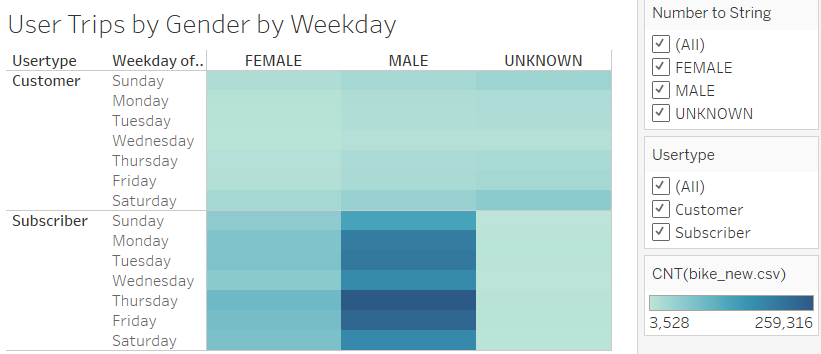 User Trips by Gender by Weekday
Usertype Weekday of.. FEMALE MALE UNKNOWN
Customer Sunday
Monday
Tuesday
Wednesday
Thursday
Friday
Saturday
Subscriber Sunday
Monday
Tuesday
Wednesday
Thursday
Friday
Saturday
Number to String
(All)
FEMALE
MALE
UNKNOWN
Usertype
(All)
Customer
Subscriber
CNT(bike_new.csv)
3,528 259,316